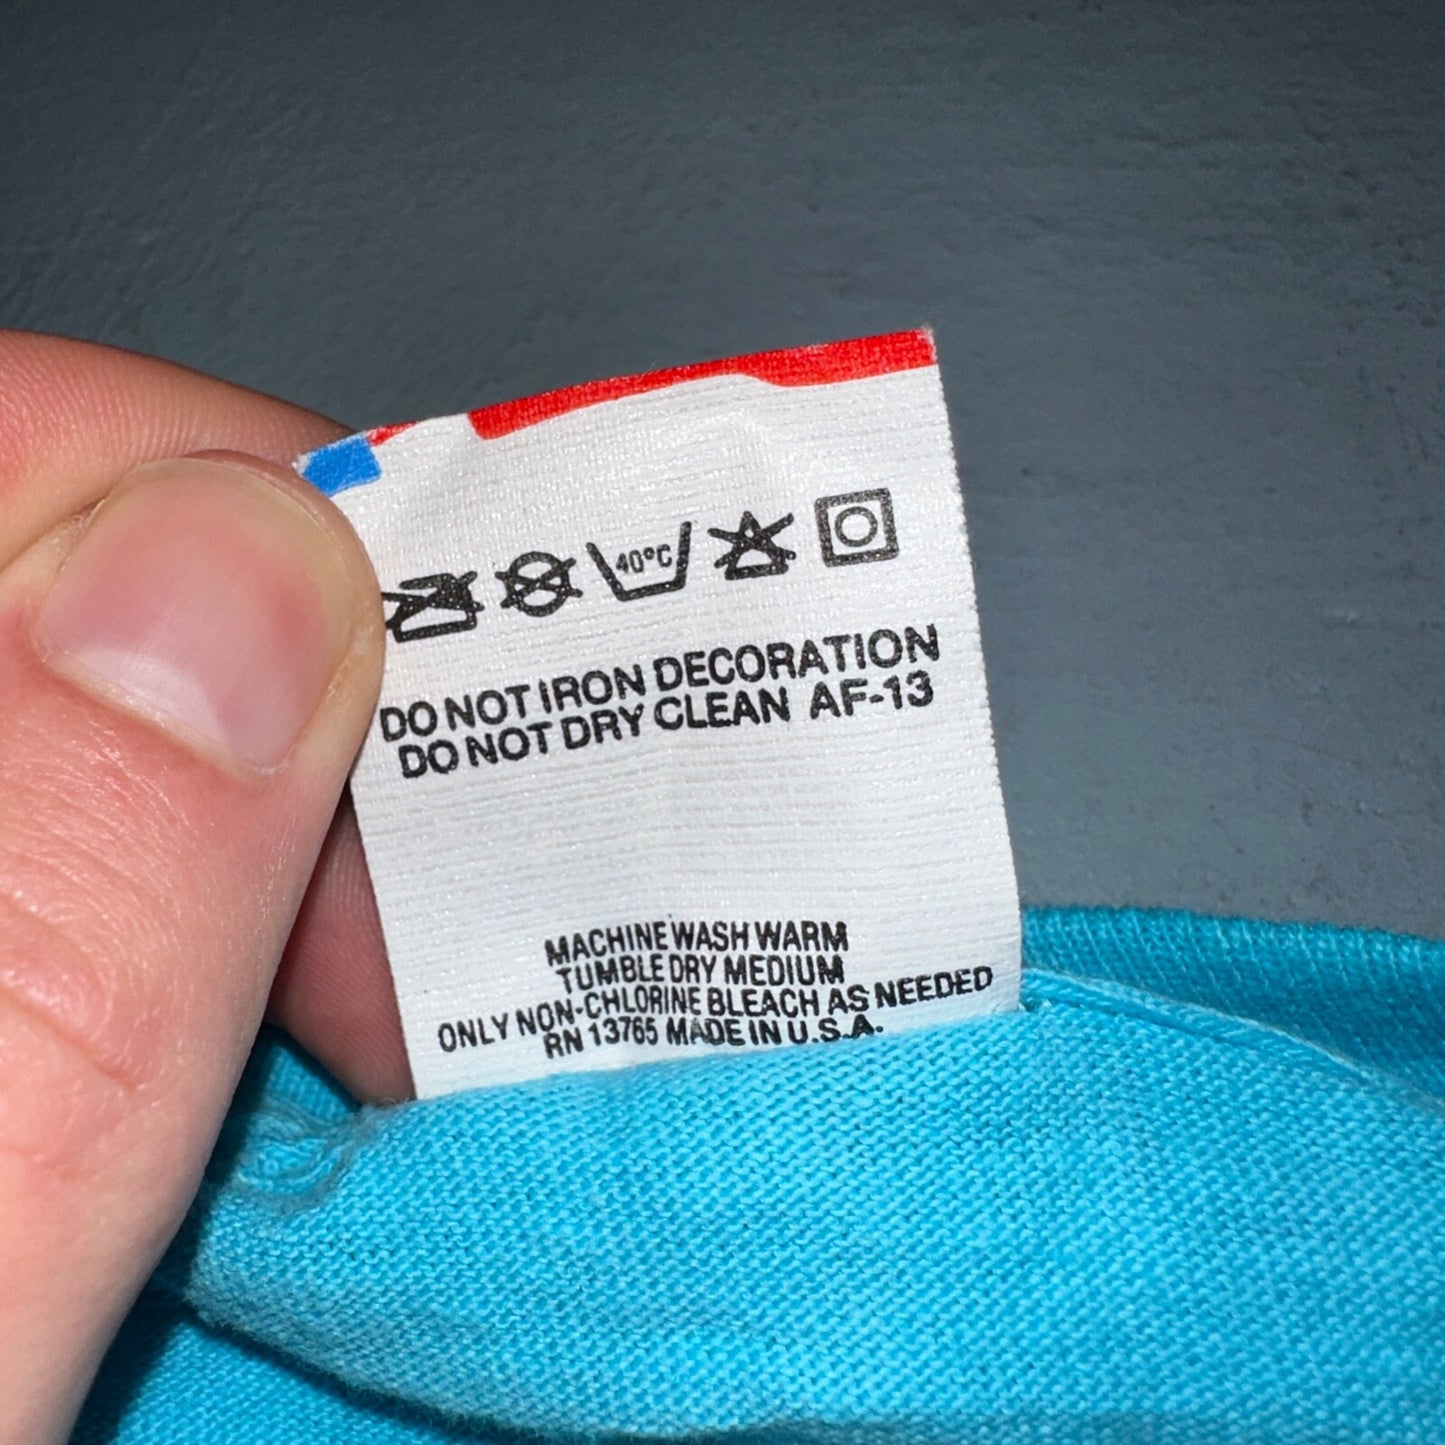 40°C
DO NOT IRON DECORATION
DO NOT DRY CLEAN AF-13
MACHINE WASH WARM
TUMBLE DRY MEDIUM
ONLY NON-CHLORINE BLEACH AS NEEDED
RN 13765 MADE IN U.S.A.